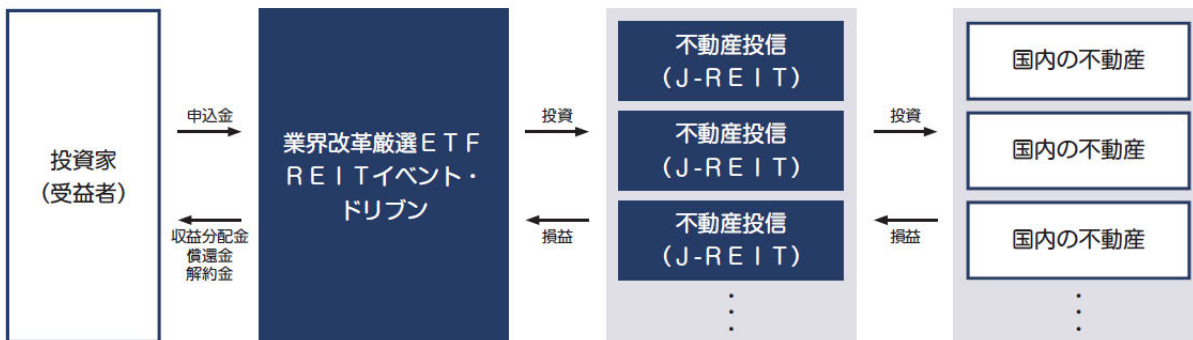 投資家
(受益者)
申込金
収益分配金
償還金
解約金
業界改革厳選ＥＴＦ
ＲＥＩＴイベント・
ドリブン
投資
損益
不動産投信
(Ｊ-ＲＥＩＴ)
不動産投信
(Ｊ-ＲＥＩＴ)
不動産投信
(Ｊ-ＲＥＩＴ)
・
・
・
投資
損益
国内の不動産
国内の不動産
国内の不動産
・
・
・